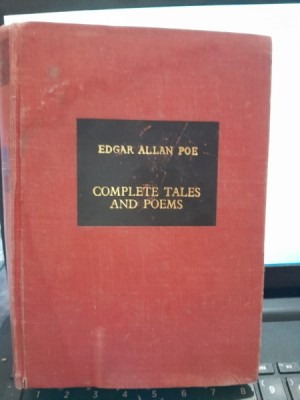 EDGAR ALLAN POE
COMPLETE TALES
AND POEMS